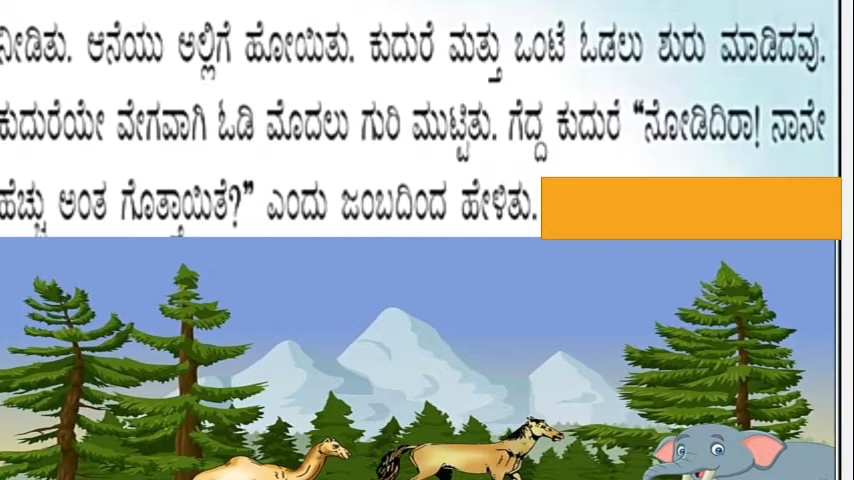 ನೀಡಿತು. ಆನೆಯು ಅಲ್ಲಿಗೆ ಹೋಯಿತು. ಕುದುರೆ ಮತ್ತು ಒಂಟೆ ಓಡಲು ಶುರು ಮಾಡಿದವು.
ಕುದುರೆಯೇ ವೇಗವಾಗಿ ಓಡಿ ಮೊದಲು ಗುರಿ ಮುಟ್ಟಿತು. ಗೆದ್ದ ಕುದುರೆ “ನೋಡಿದಿರಾ! ನಾನೇ
ಹೆಚ್ಚು ಅಂತ ಗೊತ್ತಾಯಿತೆ?” ಎಂದು ಜಂಬದಿಂದ ಹೇಳಿತು.